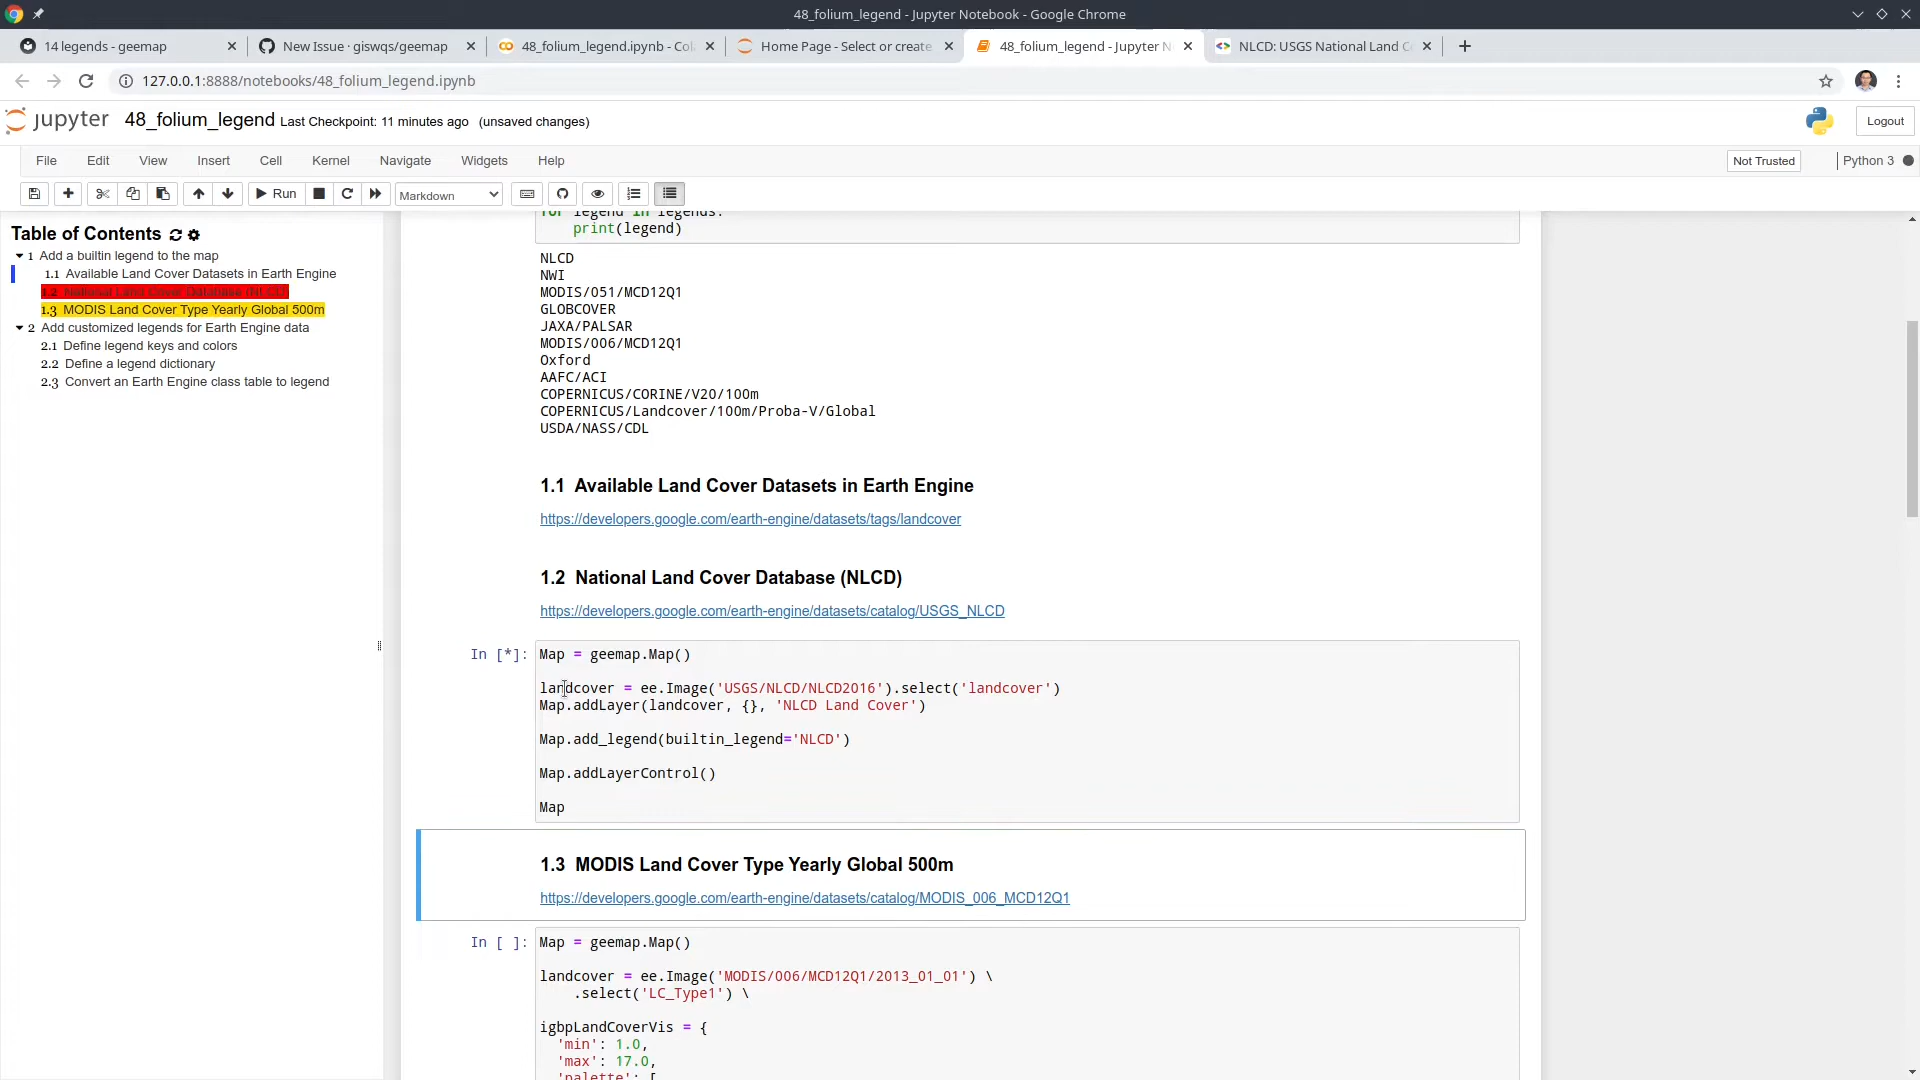 48_folium_legend - Jupyter Notebook - Google Chrome
14 legends - geemap
New Issue · giswqs/geemap
48_folium_legend.ipynb - Col
Home Page - Select or create
48_folium_legend - Jupyter N
NLCD: USGS National Land C
127.0.0.1:8888/notebooks/48_folium_legend.ipynb
jupyter 48_folium_legend Last Checkpoint: 11 minutes ago (unsaved changes)
Logout
File Edit View Insert Cell Kernel Navigate Widgets Help
Not Trusted
Python 3
Run
Markdown
Table of Contents
1 Add a builtin legend to the map
1.1 Available Land Cover Datasets in Earth Engine
1.2 National Land Cover Database (NLCD)
1.3 MODIS Land Cover Type Yearly Global 500m
2 Add customized legends for Earth Engine data
2.1 Define legend keys and colors
2.2 Define a legend dictionary
2.3 Convert an Earth Engine class table to legend
for legend in legends:
print(legend)
NLCD
NWI
MODIS/051/MCD12Q1
GLOBCOVER
JAXA/PALSAR
MODIS/006/MCD12Q1
Oxford
AAFC/ACI
COPERNICUS/CORINE/V20/100m
COPERNICUS/Landcover/100m/Proba-V/Global
USDA/NASS/CDL
1.1 Available Land Cover Datasets in Earth Engine
https://developers.google.com/earth-engine/datasets/tags/landcover
1.2 National Land Cover Database (NLCD)
https://developers.google.com/earth-engine/datasets/catalog/USGS_NLCD
In [*]:
Map = geemap.Map()
landcover = ee.Image('USGS/NLCD/NLCD2016').select('landcover')
Map.addLayer(landcover, {}, 'NLCD Land Cover')
Map.add_legend(builtin_legend='NLCD')
Map.addLayerControl()
Map
1.3 MODIS Land Cover Type Yearly Global 500m
https://developers.google.com/earth-engine/datasets/catalog/MODIS_006_MCD12Q1
In [ ]:
Map = geemap.Map()
landcover = ee.Image('MODIS/006/MCD12Q1/2013_01_01') \
.select('LC_Type1') \
igbpLandCoverVis = {
'min': 1.0,
'max': 17.0,
'palette': [